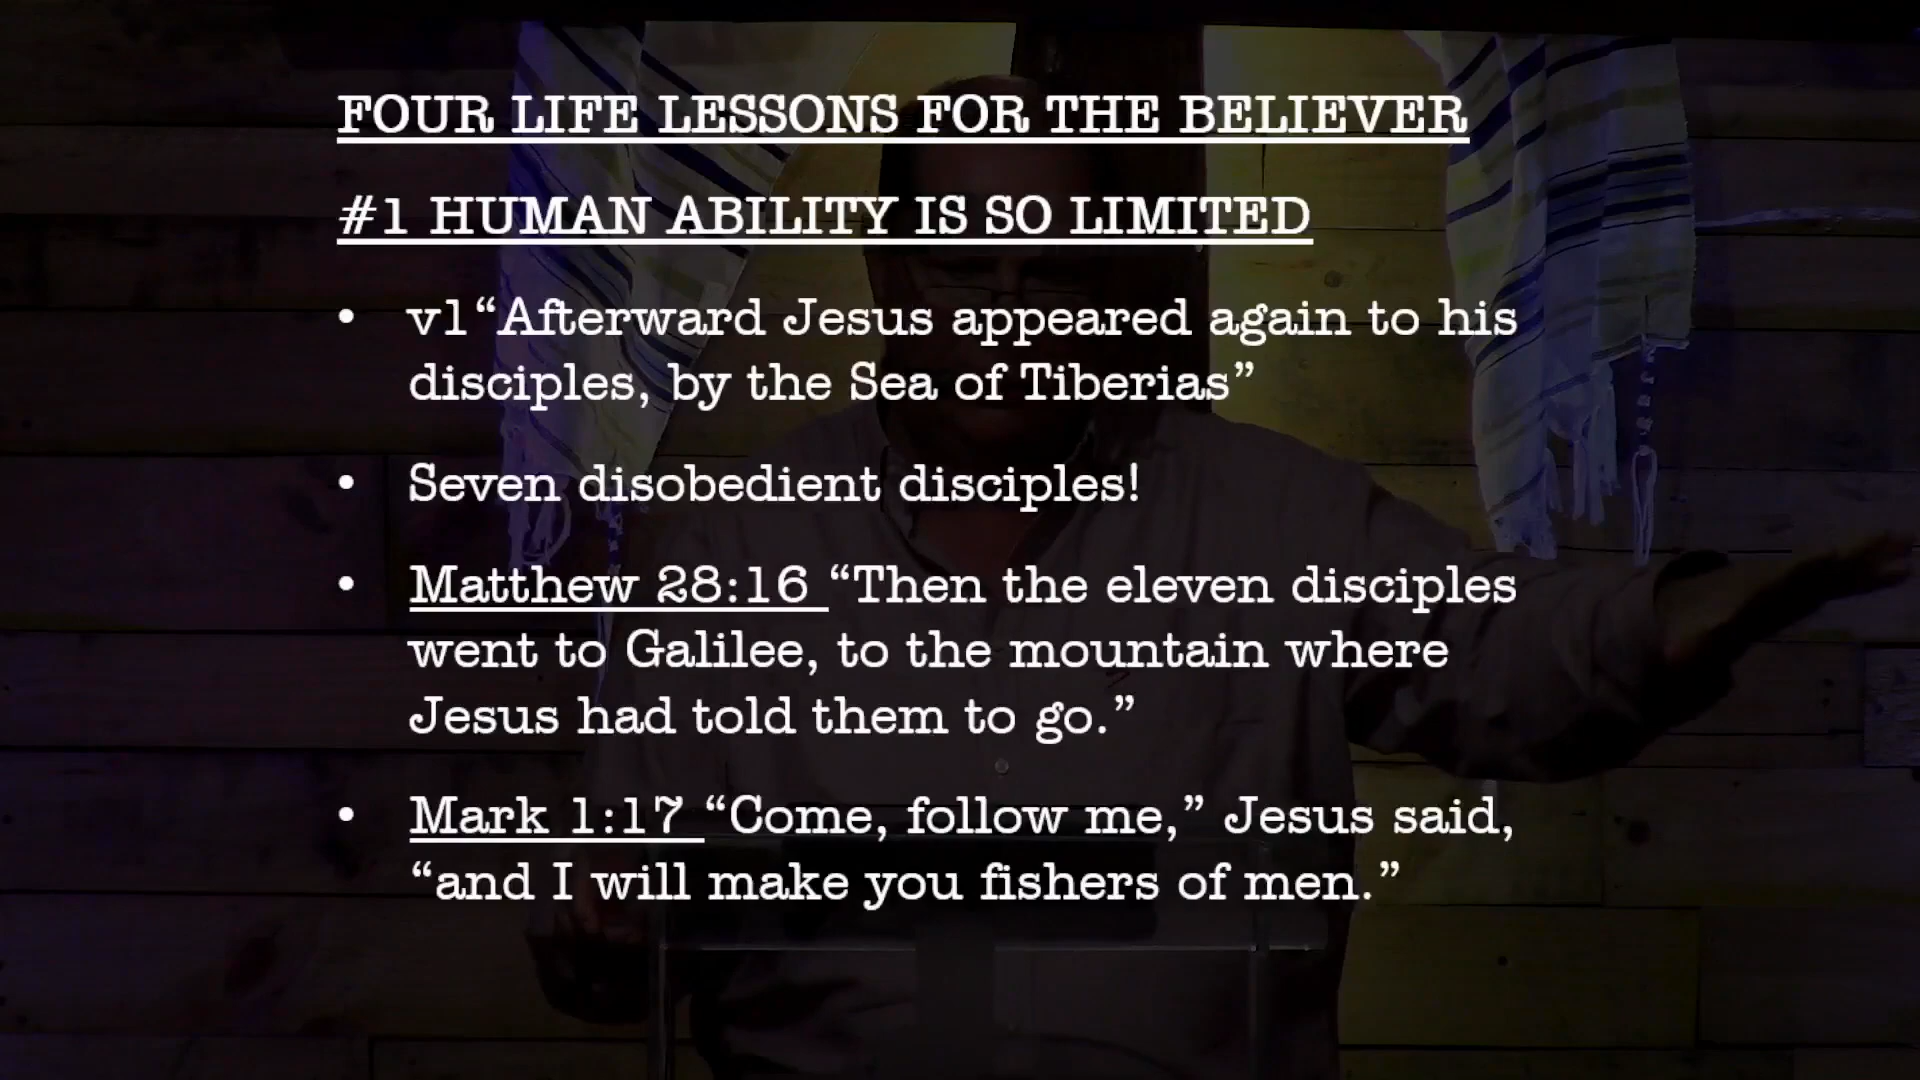 FOUR LIFE LESSONS FOR THE BELIEVER
#1 HUMAN ABILITY IS SO LIMITED
• v1“Afterward Jesus appeared again to his
disciples, by the Sea of Tiberias”
• Seven disobedient disciples!
• Matthew 28:16 “Then the eleven disciples
went to Galilee, to the mountain where
Jesus had told them to go.”
• Mark 1:17 “Come, follow me,” Jesus said,
“and I will make you fishers of men.”